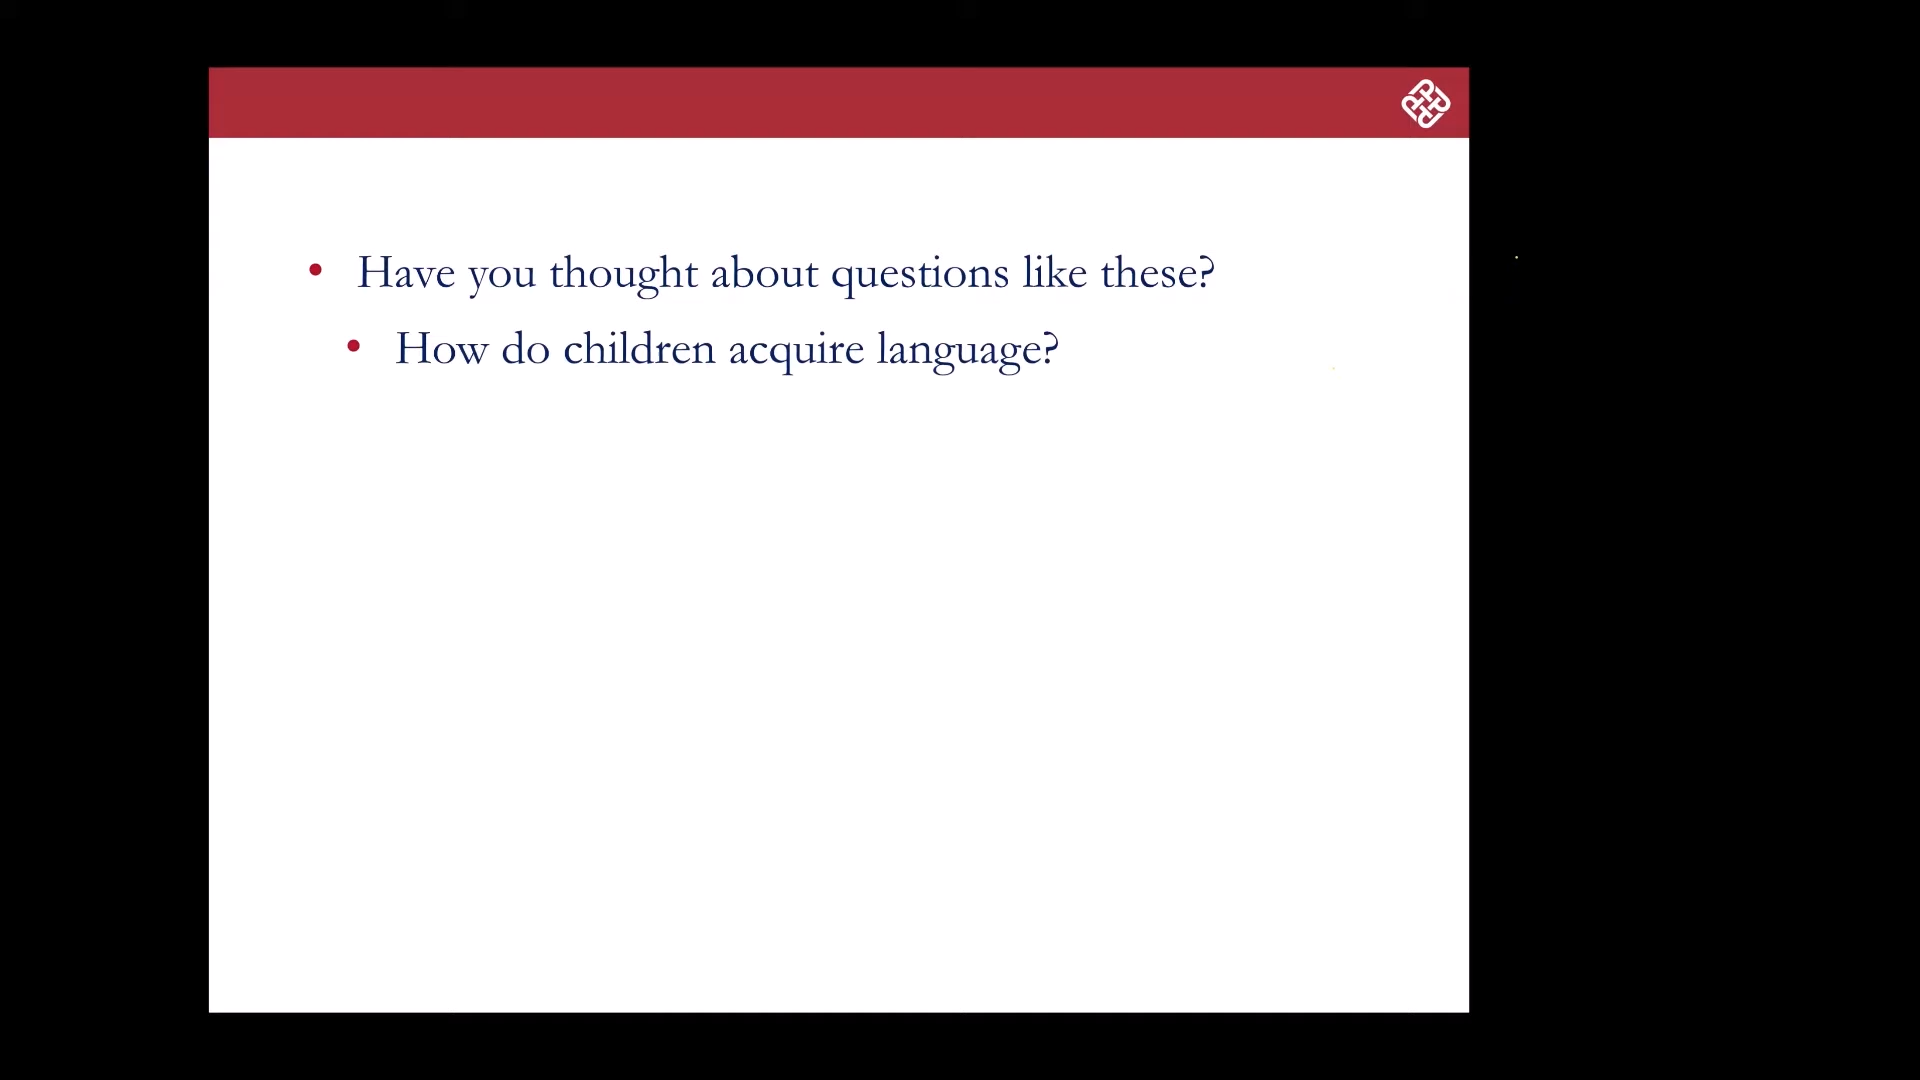 • Have you thought about questions like these?
• How do children acquire language?